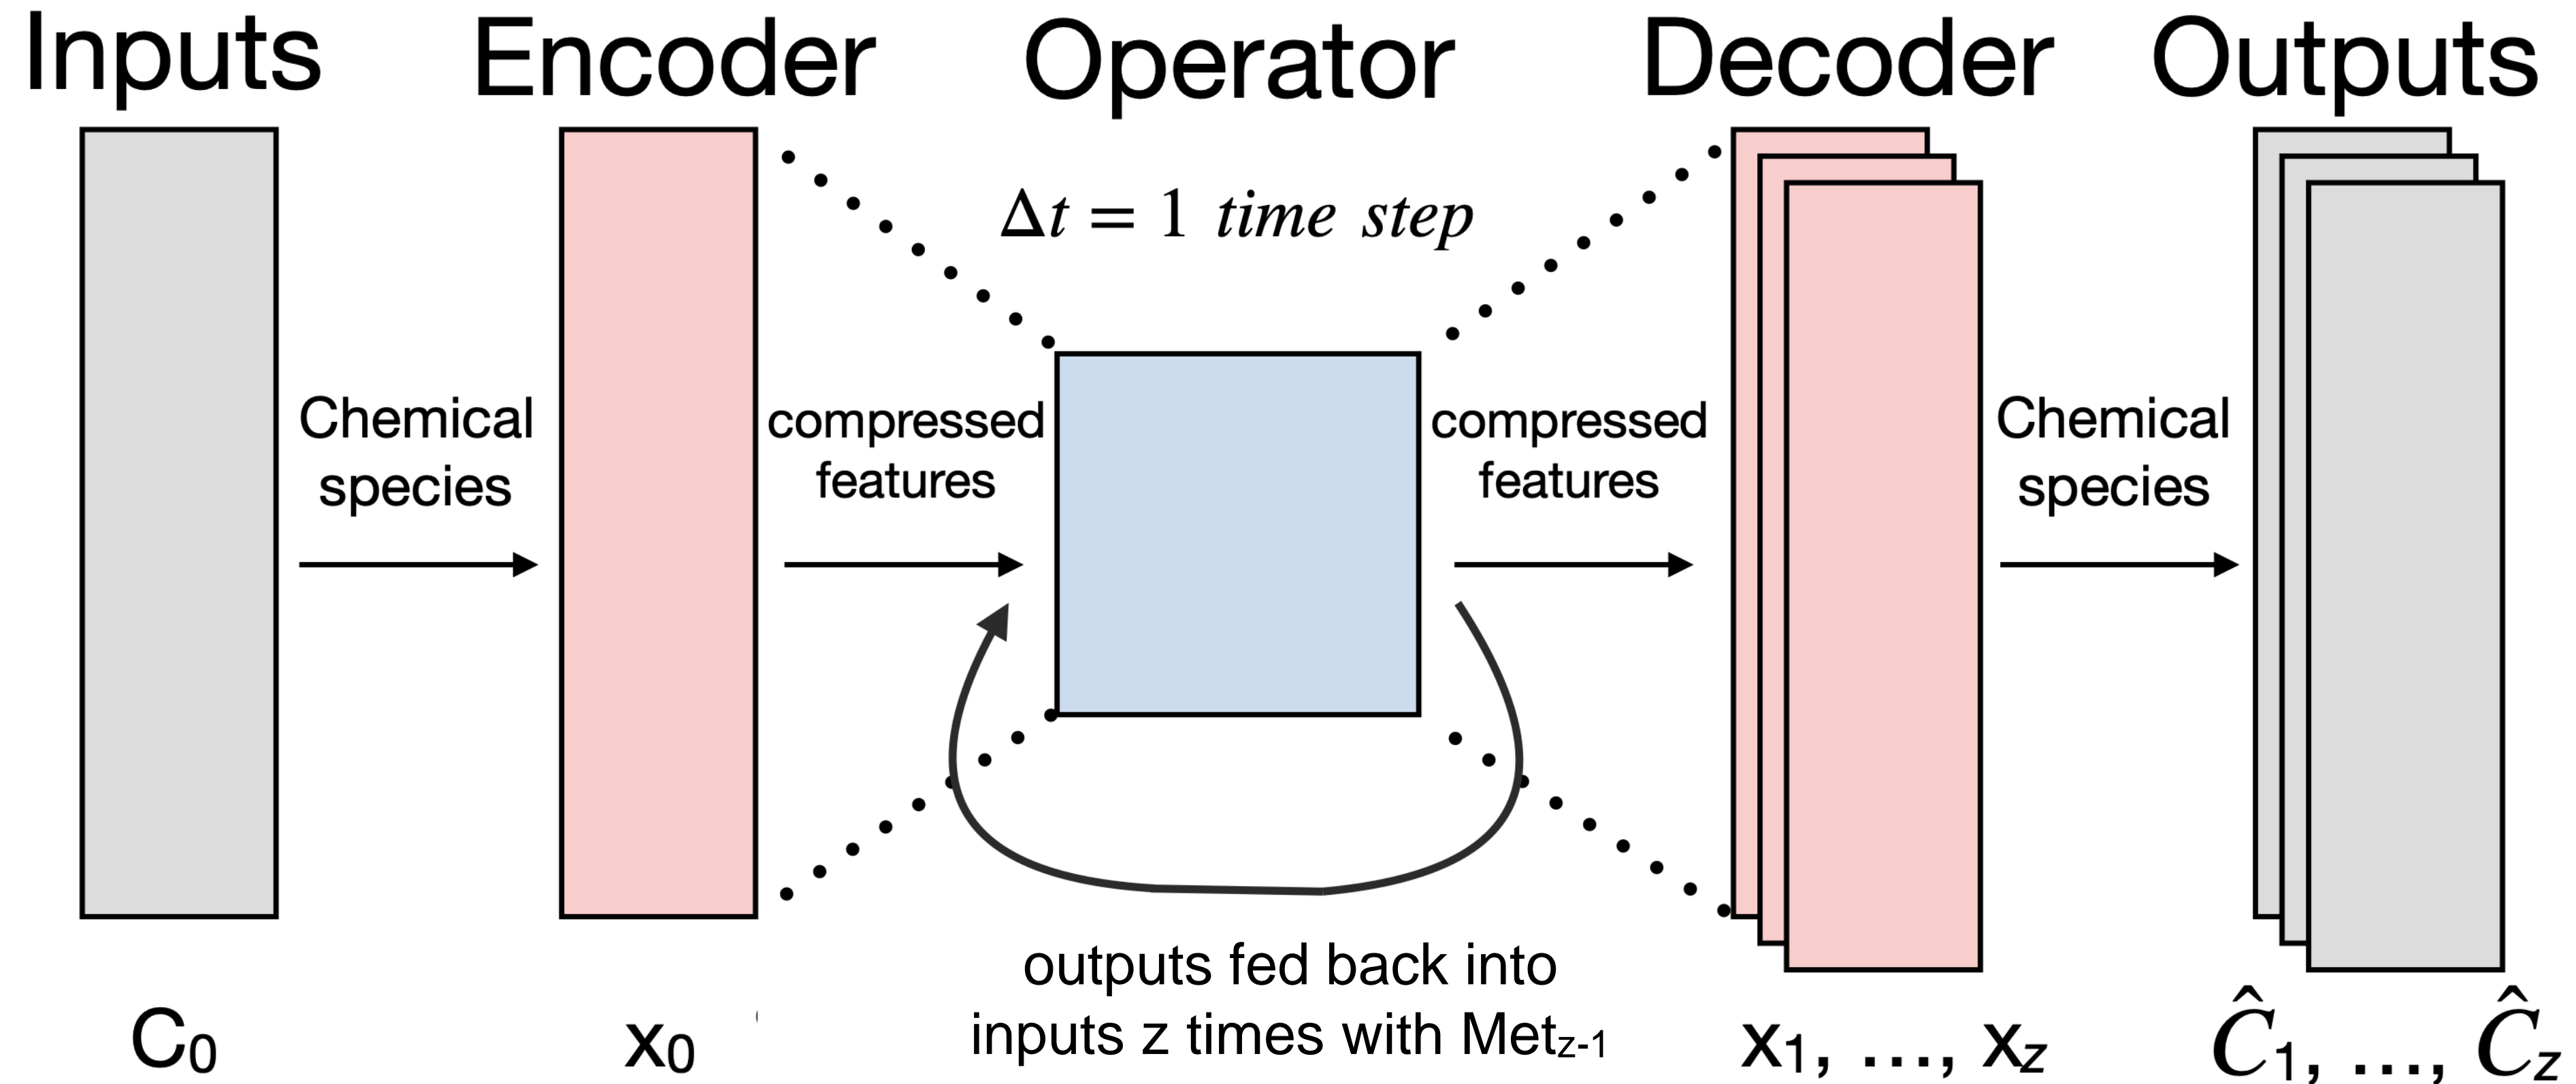 Inputs
Encoder
Operator
Decoder
Outputs
Δt = 1 time step
Chemical
species
compressed
features
compressed
features
Chemical
species
outputs fed back into
inputs z times with Metz-1
C0
x0
x1, ..., xz
Ĉ1, ..., Ĉz